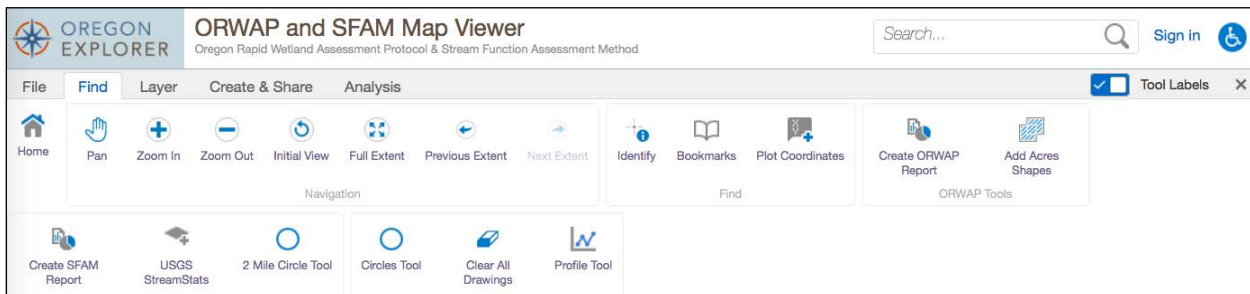 OREGON
EXPLORER
ORWAP and SFAM Map Viewer
Oregon Rapid Wetland Assessment Protocol & Stream Function Assessment Method
Search...
Sign in
File Find Layer Create & Share Analysis
Tool Labels
Home Pan Zoom In Zoom Out Initial View Full Extent Previous Extent Next Extent Identify Bookmarks Plot Coordinates Create ORWAP Add Acres
Report Shapes
Navigation Find ORWAP Tools
Create SFAM USGS 2 Mile Circle Tool Circles Tool Clear All Profile Tool
Report StreamStats Drawings